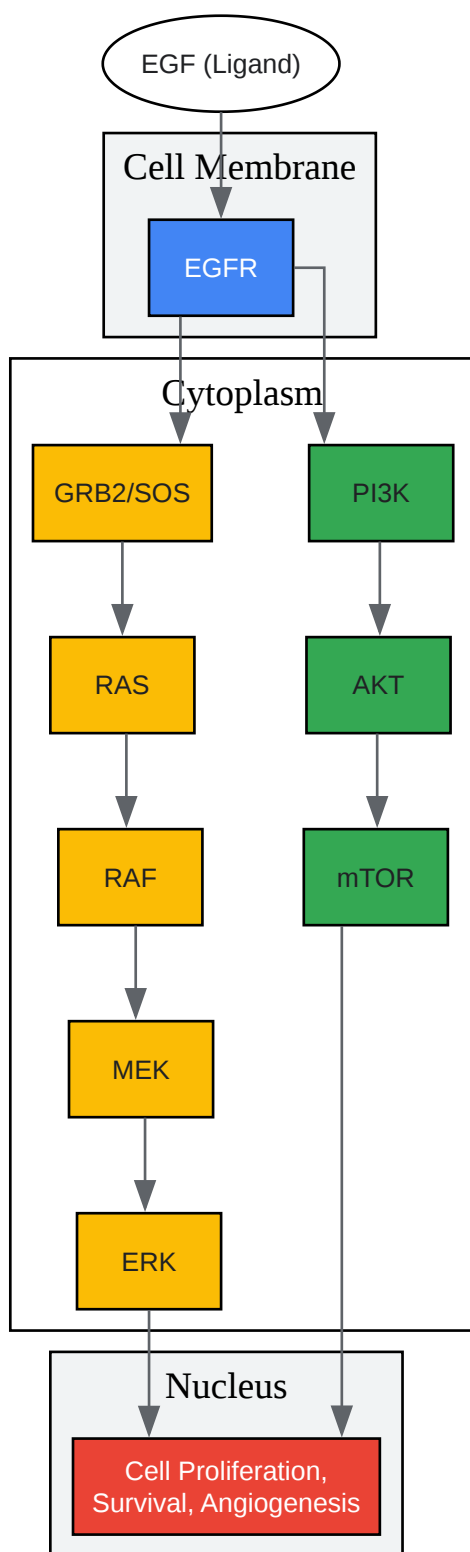 EGF (Ligand)
Cell Membrane
EGFR
Cytoplasm
GRB2/SOS
PI3K
RAS
AKT
RAF
mTOR
MEK
ERK
Nucleus
Cell Proliferation,
Survival, Angiogenesis